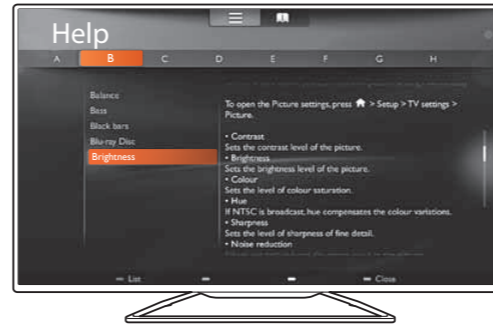 Help
A B C D E F G H
Balance
Bass
Black bars
Blu-ray Disc
Brightness
To open the Picture settings, press > Setup > TV settings >
Picture.
• Contrast
Sets the contrast level of the picture.
• Brightness
Sets the brightness level of the picture.
• Colour
Sets the level of colour saturation.
• Hue
If NTSC is broadcast, hue compensates the colour variations.
• Sharpness
Sets the level of sharpness of fine detail.
• Noise reduction
List
Close